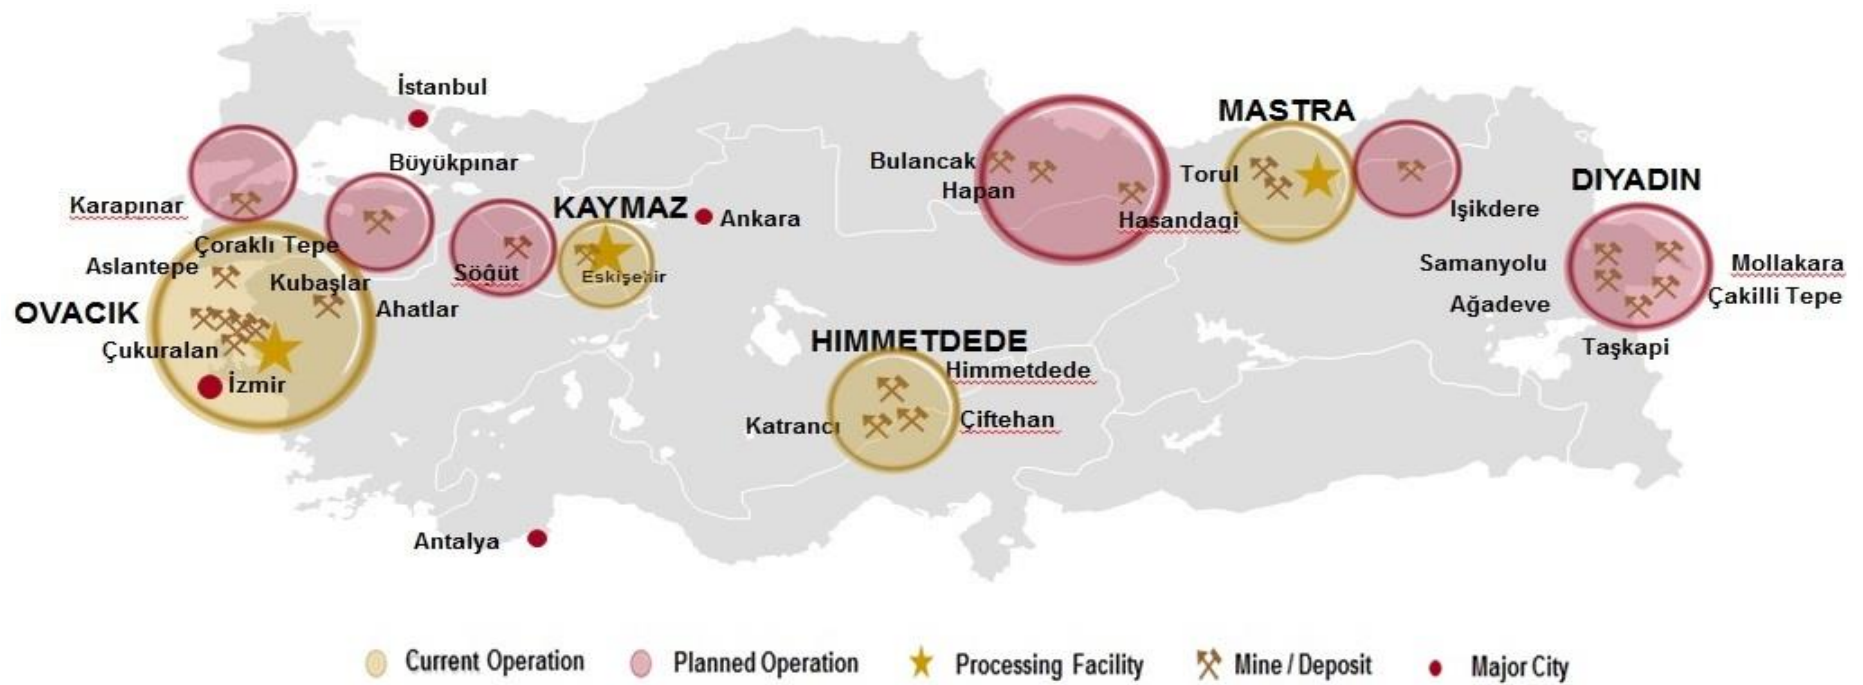 İstanbul
MASTRA
Büyükpınar
Bulancak
Torul
DIYADIN
Hapan
Karapınar
KAYMAZ
Ankara
Hasandagi
Işikdere
Çoraklı Tepe
Aslantepe
Söğüt
Eskişehir
Samanyolu
Mollakara
Kubaşlar
Çakilli Tepe
OVACIK
Ahatlar
Ağadeve
HIMMETDEDE
Taşkapi
Çukuralan
Himmetdede
İzmir
Katrancı
Çiftehan
Antalya
Current Operation
Planned Operation
Processing Facility
Mine / Deposit
Major City